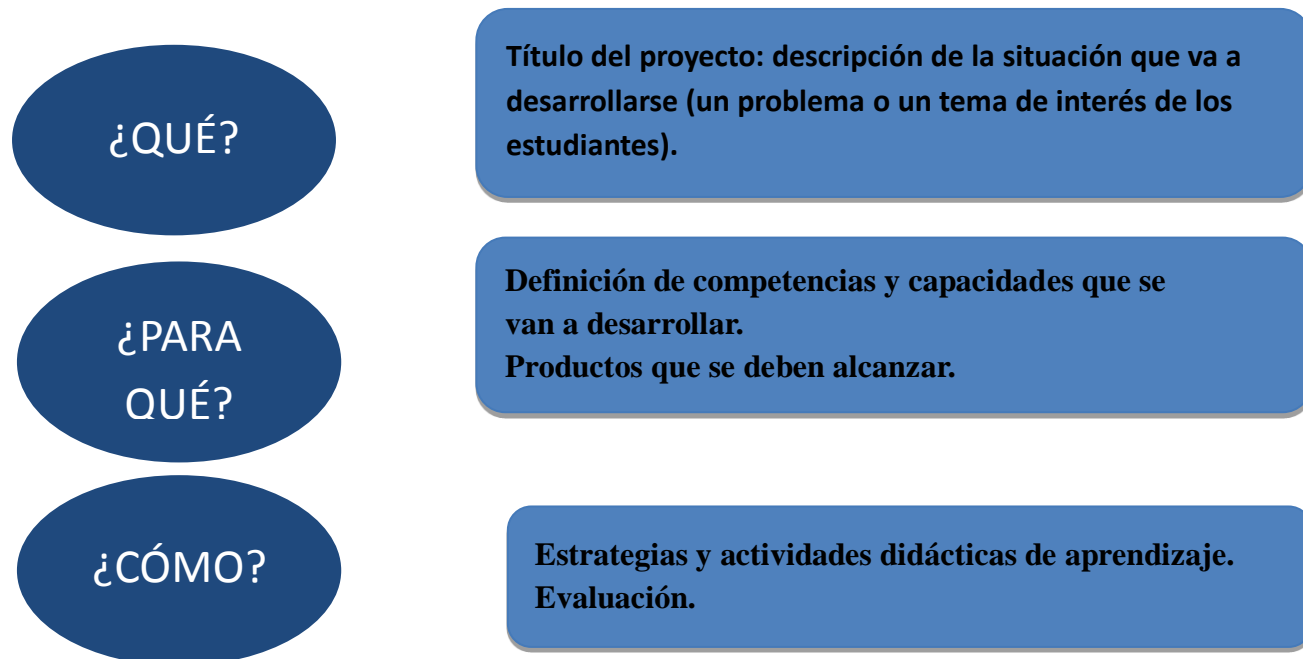 ¿QUÉ?
Título del proyecto: descripción de la situación que va a
desarrollarse (un problema o un tema de interés de los
estudiantes).
¿PARA
QUÉ?
Definición de competencias y capacidades que se
van a desarrollar.
Productos que se deben alcanzar.
¿CÓMO?
Estrategias y actividades didácticas de aprendizaje.
Evaluación.